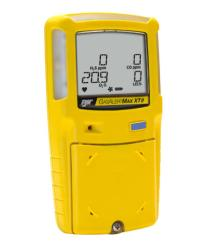 0 0
H₂S ppm CO ppm
20.9 0
O₂% LEL%
GasAlertMax XT II